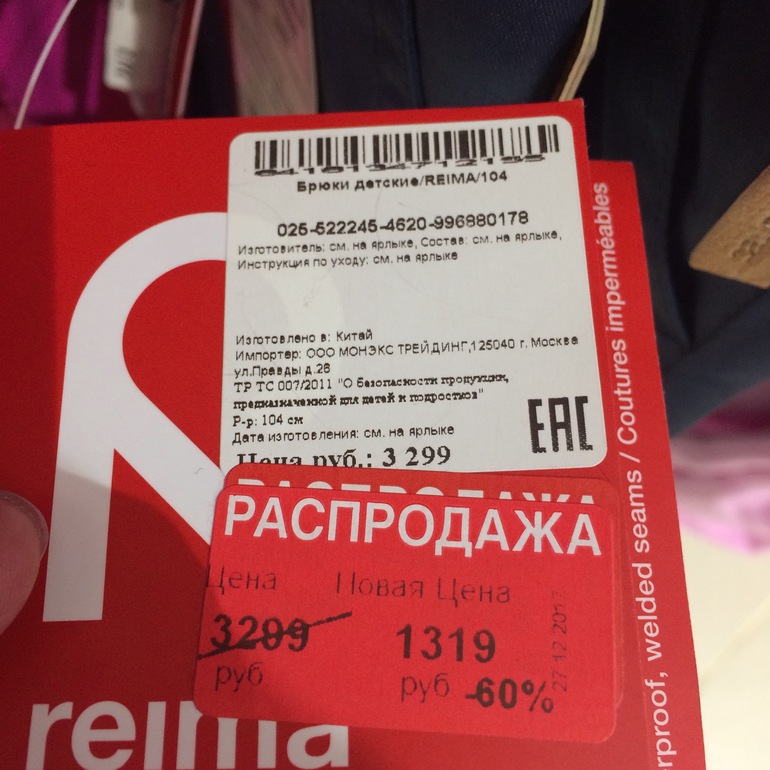 Брюки детские/REIMA/104
025-522245-4620-996880178
Изготовитель: см. на ярлыке, Состав: см. на ярлыке,
Инструкция по уходу: см. на ярлыке
Изготовлено в: Китай
Импортер: ООО МОНЭКС ТРЕЙДИНГ,125040 г. Москва
ул.Правды д.26
ТР ТС 007/2011 "О безопасности продукции,
предназначенной для детей и подростков"
Р-р: 104 см
Дата изготовления: см. на ярлыке
EAC
Цена руб.: 3 299
РАСПРОДАЖА
РАСПРОДАЖА
Цена Новая Цена
3299 1319
руб руб -60%
27.12.2017
reima
rproof, welded seams / Coutures imperméables